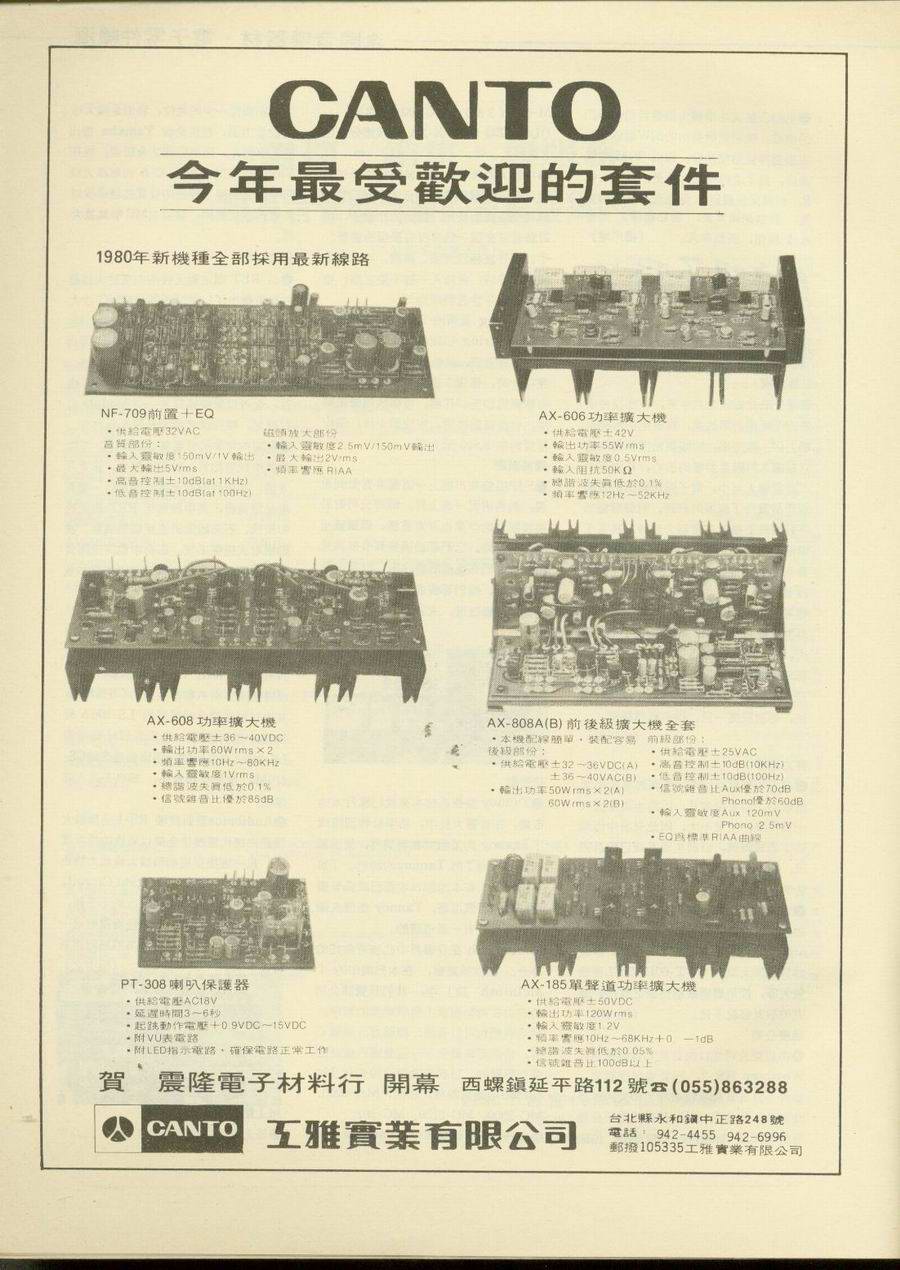 CANTO
今年最受歡迎的套件
1980年新機種全部採用最新線路
NF-709前置＋EQ
・供給電壓32VAC
音質部份：
・輸入靈敏度150mV/1V輸出
・最大輸出5Vrms
・高音控制±10dB(at 1KHz)
・低音控制±10dB(at 100Hz)
磁頭放大部份
・輸入靈敏度2.5mV/150mV輸出
・最大輸出2Vrms
・頻率響應RIAA
AX-606功率擴大機
・供給電壓±42V
・輸出功率55Wrms
・輸入靈敏度0.5Vrms
・輸入阻抗50KΩ
・總諧波失眞低於0.1%
・頻率響應12Hz～52KHz
AX-608功率擴大機
・供給電壓±36～40VDC
・輸出功率60Wrms×2
・頻率響應10Hz～80KHz
・輸入靈敏度1Vrms
・總諧波失眞低於0.1%
・信號雜音比優於85dB
AX-808A(B)前後級擴大機全套
・本機配線簡單，裝配容易
後級部份：
・供給電壓±32～36VDC(A)
±36～40VAC(B)
・輸出功率50Wrms×2(A)
60Wrms×2(B)
前級部份：
・供給電壓±25VAC
・高音控制±10dB(10KHz)
・低音控制±10dB(100Hz)
・信號雜音比Aux優於70dB
Phono優於60dB
・輸入靈敏度Aux 120mV
Phono 2.5mV
・EQ爲標準RIAA曲線
PT-308喇叭保護器
・供給電壓AC18V
・延遲時間3～6秒
・起跳動作電壓＋0.9VDC～15VDC
・附VU表電路
・附LED指示電路，確保電路正常工作
AX-185單聲道功率擴大機
・供給電壓±50VDC
・輸出功率120Wrms
・輸入靈敏度1.2V
・頻率響應10Hz～68KHz＋0 －1dB
・總諧波失眞低於0.05%
・信號雜音比100dB以上
賀 震隆電子材料行 開幕 西螺鎭延平路112號☎(055)863288
CANTO
工雅實業有限公司
台北縣永和鎭中正路248號
電話：942-4455 942-6996
郵撥105335工雅實業有限公司